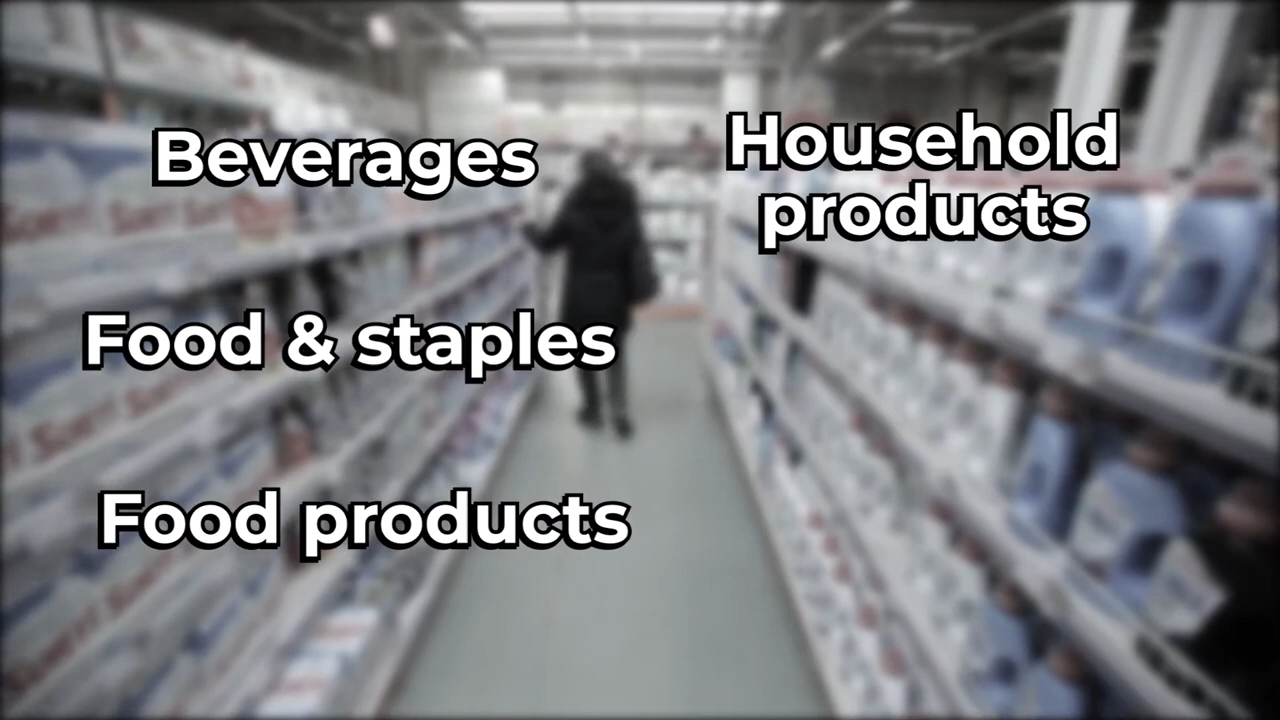 Beverages
Food & staples
Food products
Household
products